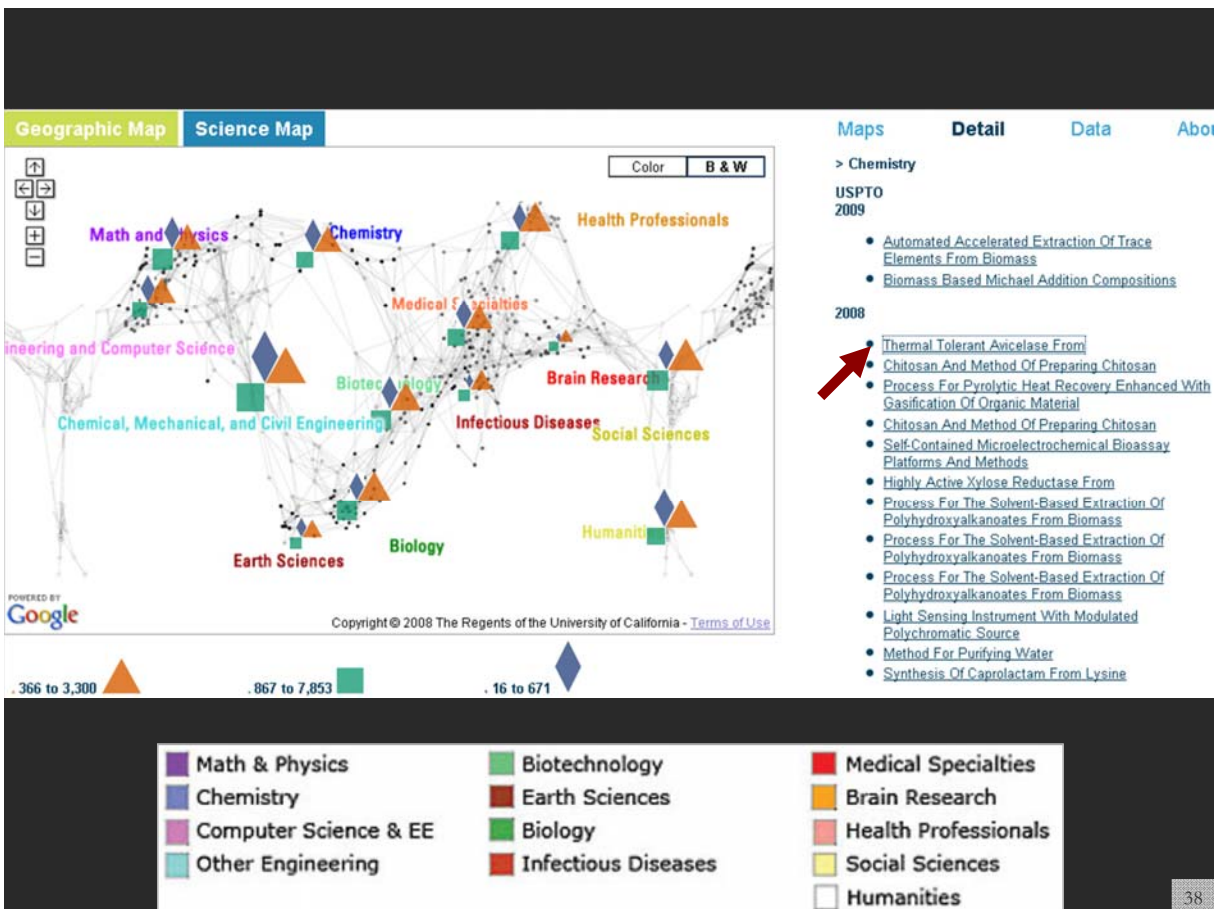 Geographic Map
Science Map
Maps
Detail
Data
Abou
Color
B & W
> Chemistry
USPTO
2009
Automated Accelerated Extraction Of Trace
Elements From Biomass
Biomass Based Michael Addition Compositions
2008
Thermal Tolerant Avicelase From
Chitosan And Method Of Preparing Chitosan
Process For Pyrolytic Heat Recovery Enhanced With
Gasification Of Organic Material
Chitosan And Method Of Preparing Chitosan
Self-Contained Microelectrochemical Bioassay
Platforms And Methods
Highly Active Xylose Reductase From
Process For The Solvent-Based Extraction Of
Polyhydroxyalkanoates From Biomass
Process For The Solvent-Based Extraction Of
Polyhydroxyalkanoates From Biomass
Process For The Solvent-Based Extraction Of
Polyhydroxyalkanoates From Biomass
Light Sensing Instrument With Modulated
Polychromatic Source
Method For Purifying Water
Synthesis Of Caprolactam From Lysine
Health Professionals
Math and Physics
Chemistry
Medical Specialties
ineering and Computer Science
Brain Research
Biotechnology
Chemical, Mechanical, and Civil Engineering
Infectious Diseases
Social Sciences
Humaniti
Biology
Earth Sciences
POWERED BY
Google
Copyright © 2008 The Regents of the University of California - Terms of Use
. 366 to 3,300
. 867 to 7,853
. 16 to 671
Math & Physics
Chemistry
Computer Science & EE
Other Engineering
Biotechnology
Earth Sciences
Biology
Infectious Diseases
Medical Specialties
Brain Research
Health Professionals
Social Sciences
Humanities
38